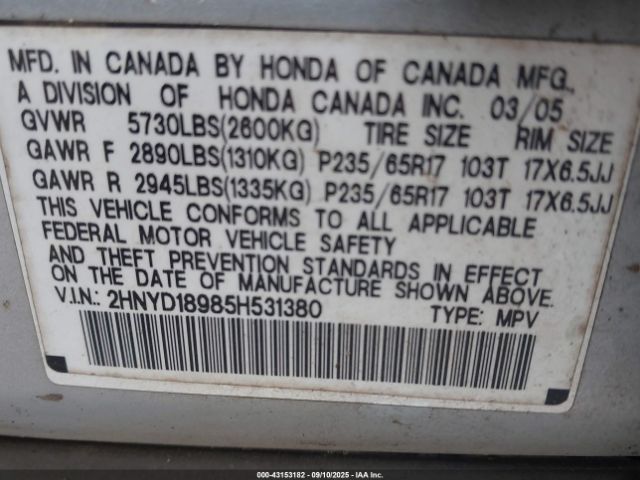 MFD. IN CANADA BY HONDA OF CANADA MFG.,
A DIVISION OF HONDA CANADA INC. 03/05
GVWR 5730LBS(2600KG) TIRE SIZE RIM SIZE
GAWR F 2890LBS(1310KG) P235/65R17 103T 17X6.5JJ
GAWR R 2945LBS(1335KG) P235/65R17 103T 17X6.5JJ
THIS VEHICLE CONFORMS TO ALL APPLICABLE
FEDERAL MOTOR VEHICLE SAFETY
AND THEFT PREVENTION STANDARDS IN EFFECT
ON THE DATE OF MANUFACTURE SHOWN ABOVE.
V.I.N.: 2HNYD18985H531380 TYPE: MPV
000-43153182 - 09/10/2025 - IAA Inc.